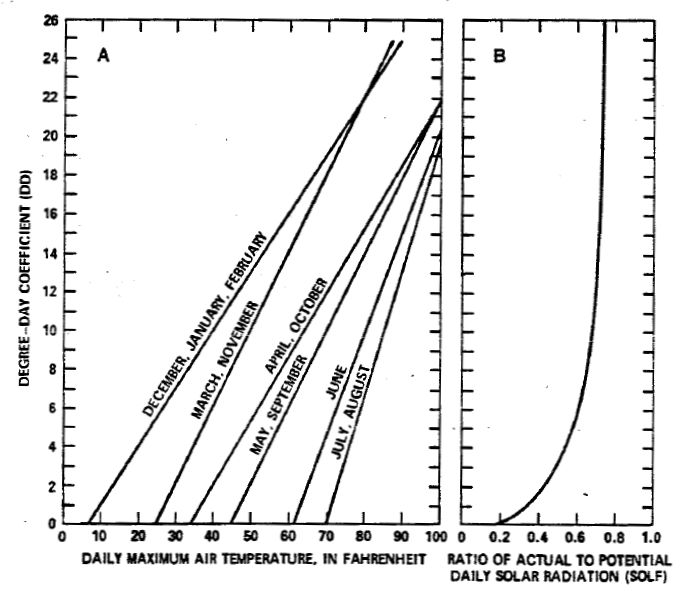 A
B
DEGREE-DAY COEFFICIENT (DD)
26
24
22
20
18
16
14
12
10
8
6
4
2
0
DECEMBER, JANUARY, FEBRUARY
MARCH, NOVEMBER
APRIL, OCTOBER
MAY, SEPTEMBER
JUNE
JULY, AUGUST
0 10 20 30 40 50 60 70 80 90 100
0 0.2 0.4 0.6 0.8 1.0
DAILY MAXIMUM AIR TEMPERATURE, IN FAHRENHEIT
RATIO OF ACTUAL TO POTENTIAL
DAILY SOLAR RADIATION (SOLF)